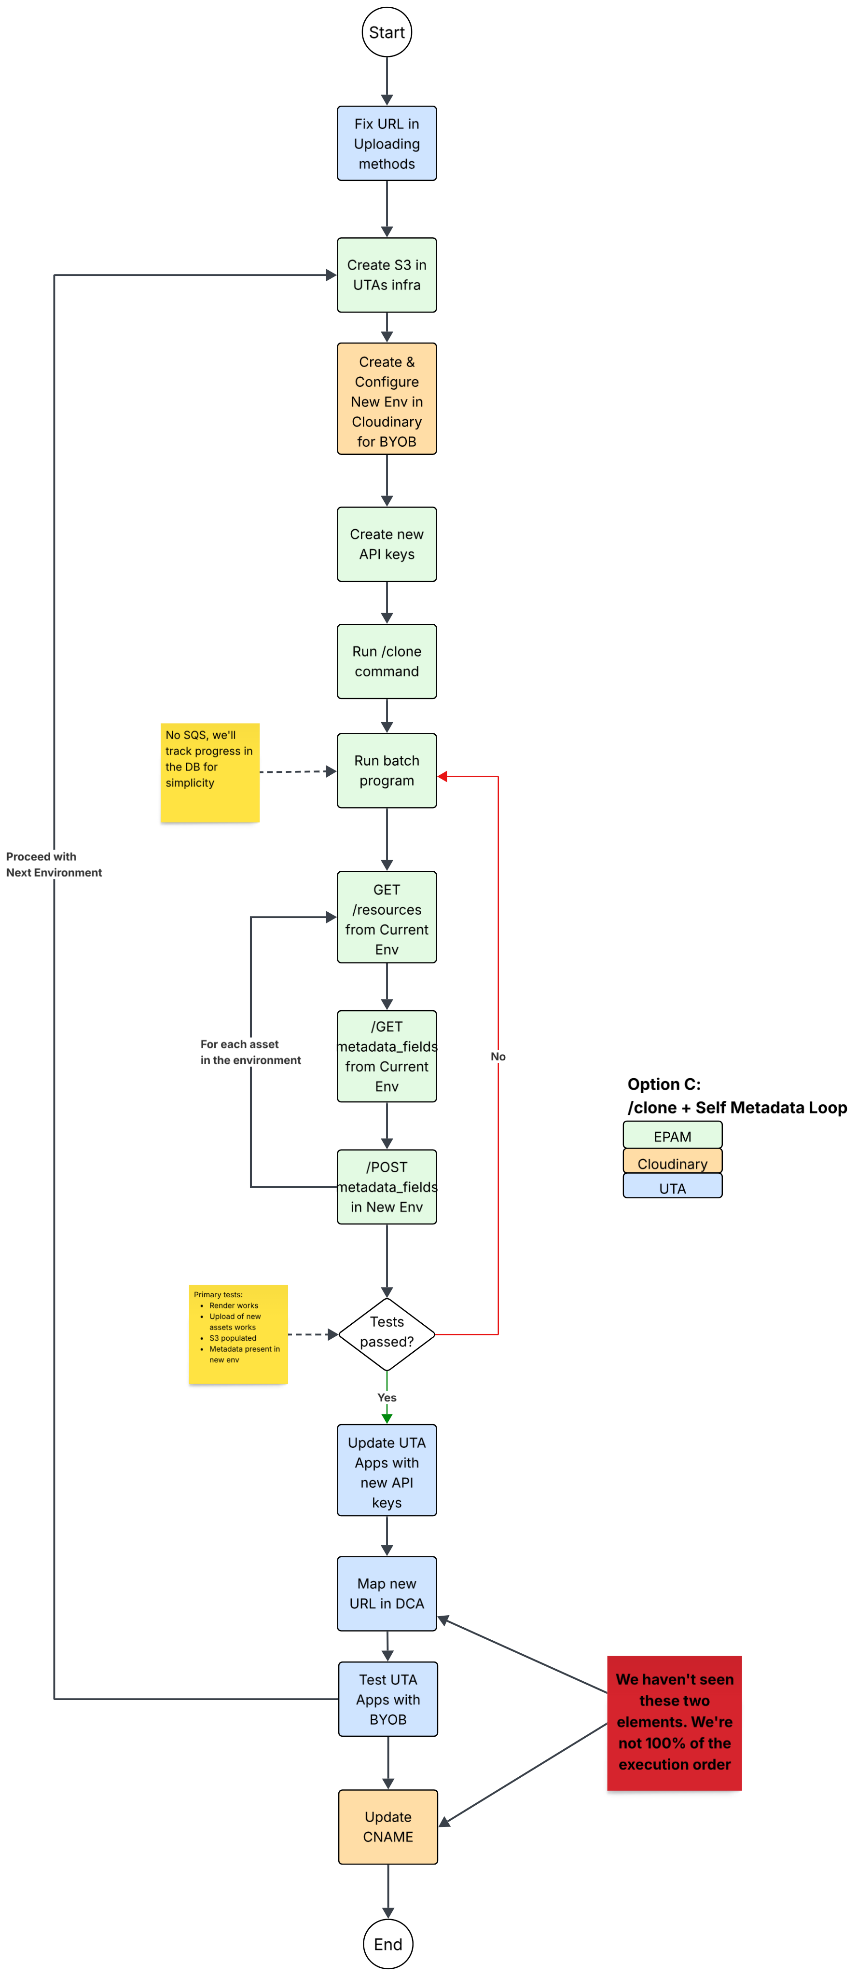 Start
Fix URL in
Uploading
methods
Create S3 in
UTAs infra
Create &
Configure
New Env in
Cloudinary
for BYOB
Create new
API keys
Run /clone
command
No SQS, we'll
track progress in
the DB for
simplicity
Run batch
program
Proceed with
Next Environment
GET
/resources
from Current
Env
/GET
metadata_fields
from Current
Env
For each asset
in the environment
No
/POST
metadata_fields
in New Env
Option C:
/clone + Self Metadata Loop
EPAM
Cloudinary
UTA
Primary tests:
• Render works
• Upload of new
assets works
• S3 populated
• Metadata present in
new env
Tests
passed?
Yes
Update UTA
Apps with
new API
keys
Map new
URL in DCA
Test UTA
Apps with
BYOB
We haven't seen
these two
elements. We're
not 100% of the
execution order
Update
CNAME
End